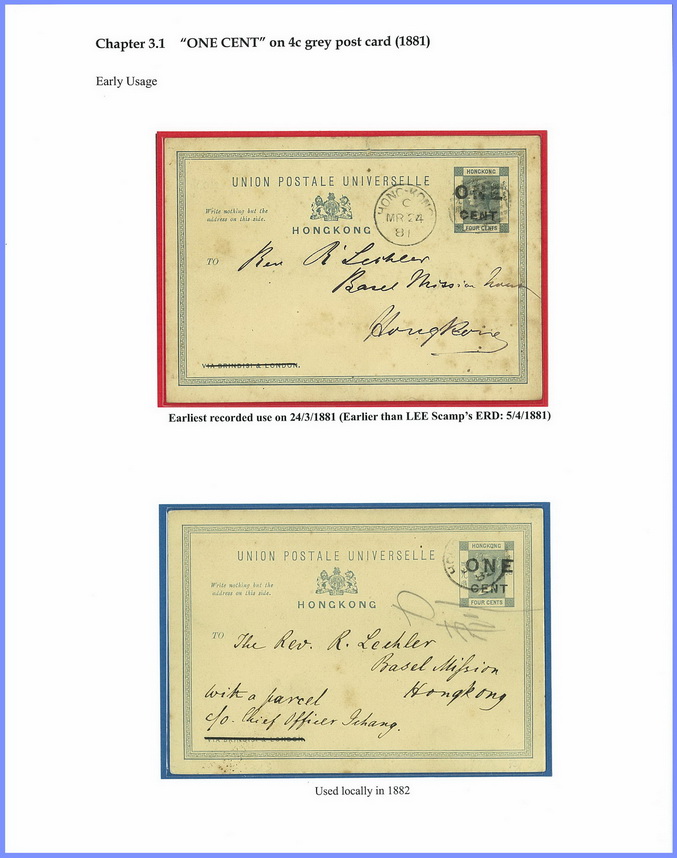 Chapter 3.1 "ONE CENT" on 4c grey post card (1881)
Early Usage
UNION POSTALE UNIVERSELLE
HONGKONG
Write nothing but the
address on this side.
HONGKONG
HONG-KONG
C
MR 24
81
ONE
CENT
FOUR CENTS
TO Rev R Lechler
Basel Mission house
Hongkong
VIA BRINDISI & LONDON.
Earliest recorded use on 24/3/1881 (Earlier than LEE Scamp's ERD: 5/4/1881)
UNION POSTALE UNIVERSELLE
HONGKONG
Write nothing but the
address on this side.
HONGKONG
ONE
CENT
FOUR CENTS
TO The Rev. R. Lechler
Basel Mission
Hongkong
with a parcel
c/o. Chief Officer Ichang.
VIA BRINDISI & LONDON.
Used locally in 1882